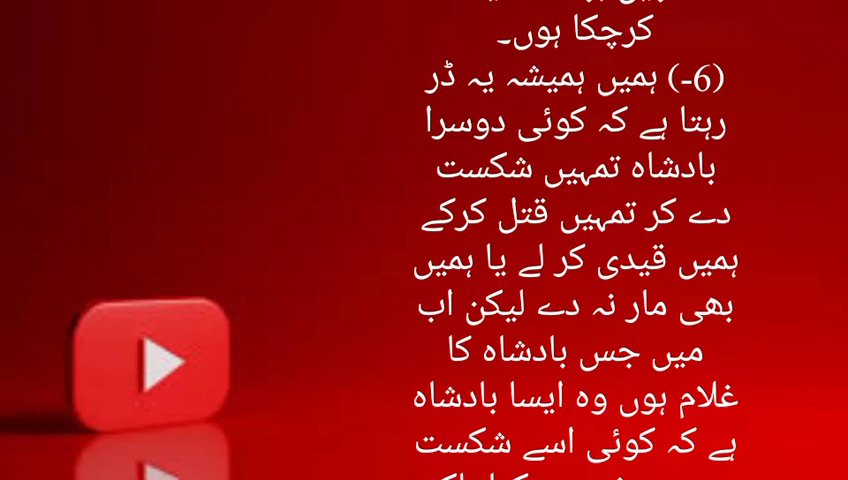 کرچکا ہوں۔
(-6) ہمیں ہمیشہ یہ ڈر
رہتا ہے کہ کوئی دوسرا
بادشاہ تمہیں شکست
دے کر تمہیں قتل کرکے
ہمیں قیدی کر لے یا ہمیں
بھی مار نہ دے لیکن اب
میں جس بادشاہ کا
غلام ہوں وہ ایسا بادشاہ
ہے کہ کوئی اسے شکست